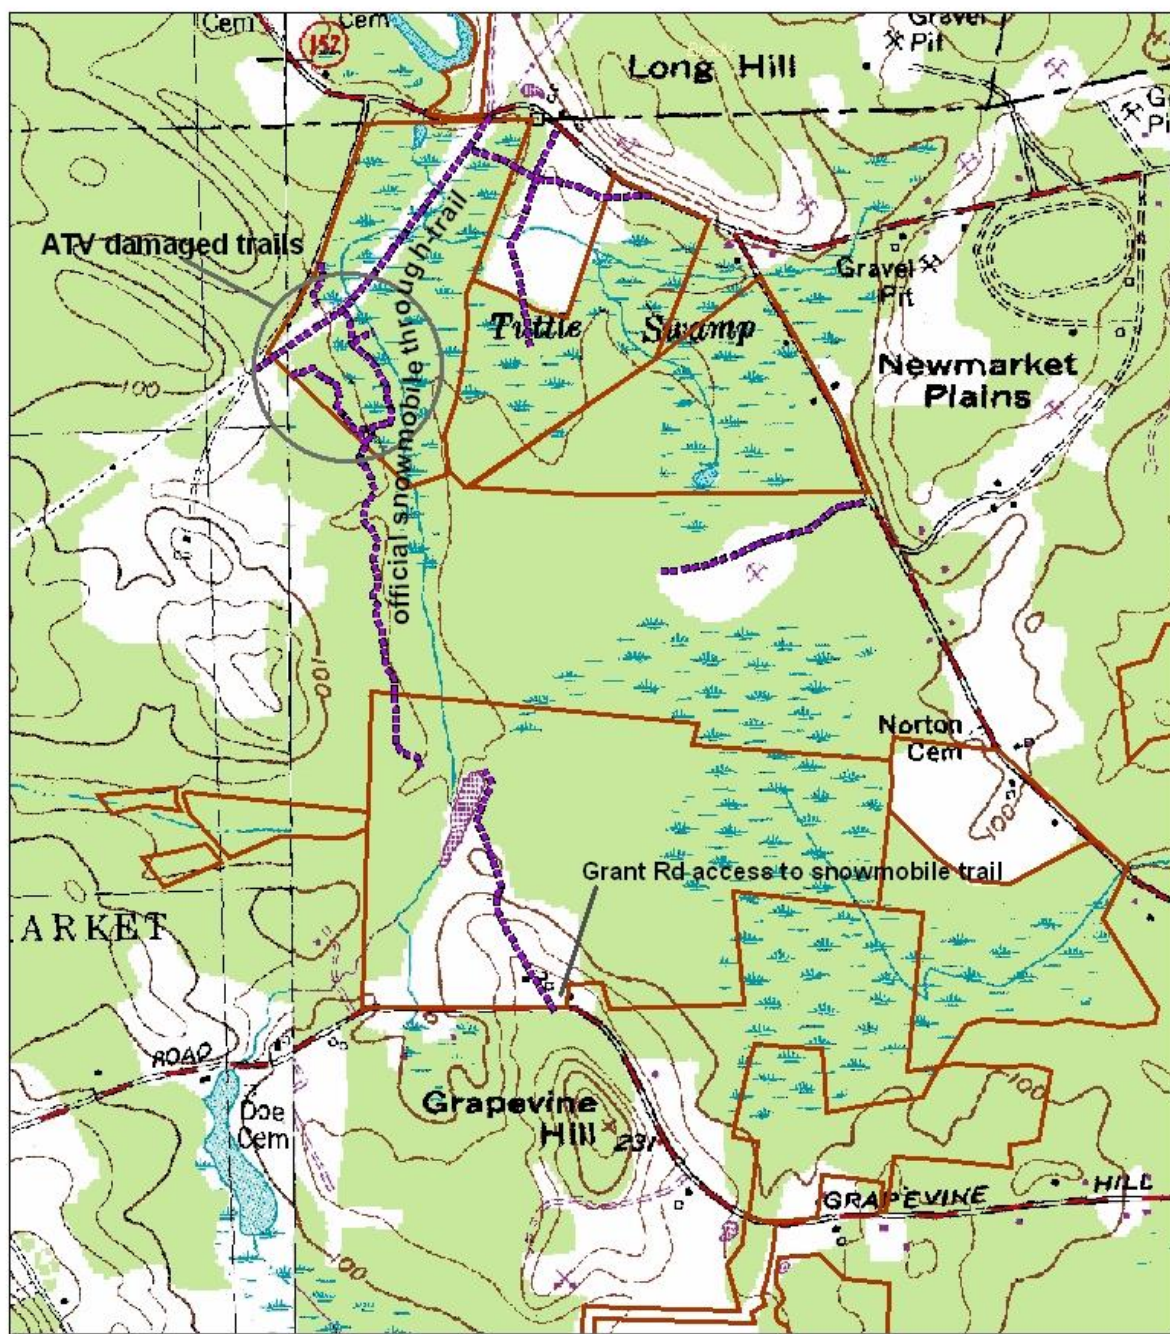 Cem
Cem
152
Gravel
Pit
Long Hill
ATV damaged trails
official snowmobile through-trail
Gravel
Pit
Tuttle Swamp
Newmarket
Plains
100
100
Norton
Cem
100
Grant Rd access to snowmobile trail
ARKET
ROAD
Doe
Cem
Grapevine
Hill
231
100
GRAPEVINE HILL
100